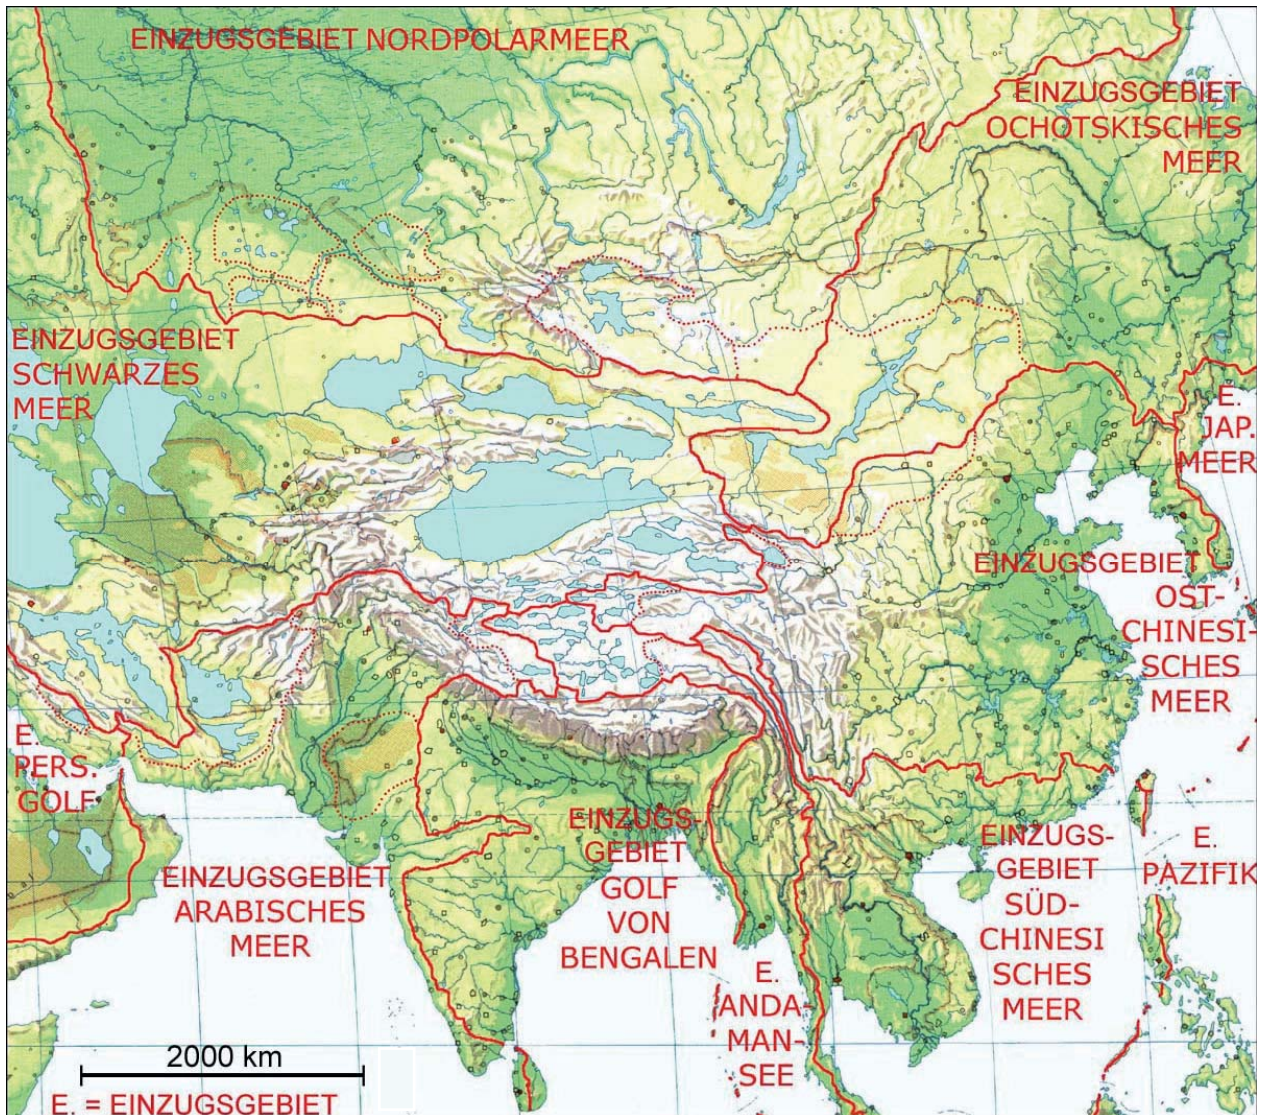 EINZUGSGEBIET NORDPOLARMEER
EINZUGSGEBIET
OCHOTSKISCHES
MEER
EINZUGSGEBIET
SCHWARZES
MEER
E.
JAP.
MEER
EINZUGSGEBIET
OST-
CHINESI-
SCHES
MEER
E.
PERS.
GOLF
EINZUGSGEBIET
ARABISCHES
MEER
EINZUGS-
GEBIET
GOLF
VON
BENGALEN
E.
ANDA-
MAN-
SEE
EINZUGS-
GEBIET
SÜD-
CHINESI
SCHES
MEER
E.
PAZIFIK
2000 km
E. = EINZUGSGEBIET